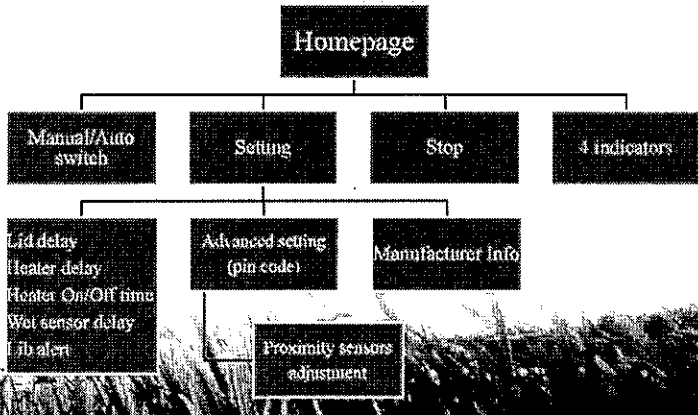 Homepage
Manual/Auto
switch
Setting
Stop
4 indicators
Lid delay
Heater delay
Heater On/Off time
Wet sensor delay
Lib alert
Advanced setting
(pin code)
Manufacturer Info
Proximity sensors
adjustment